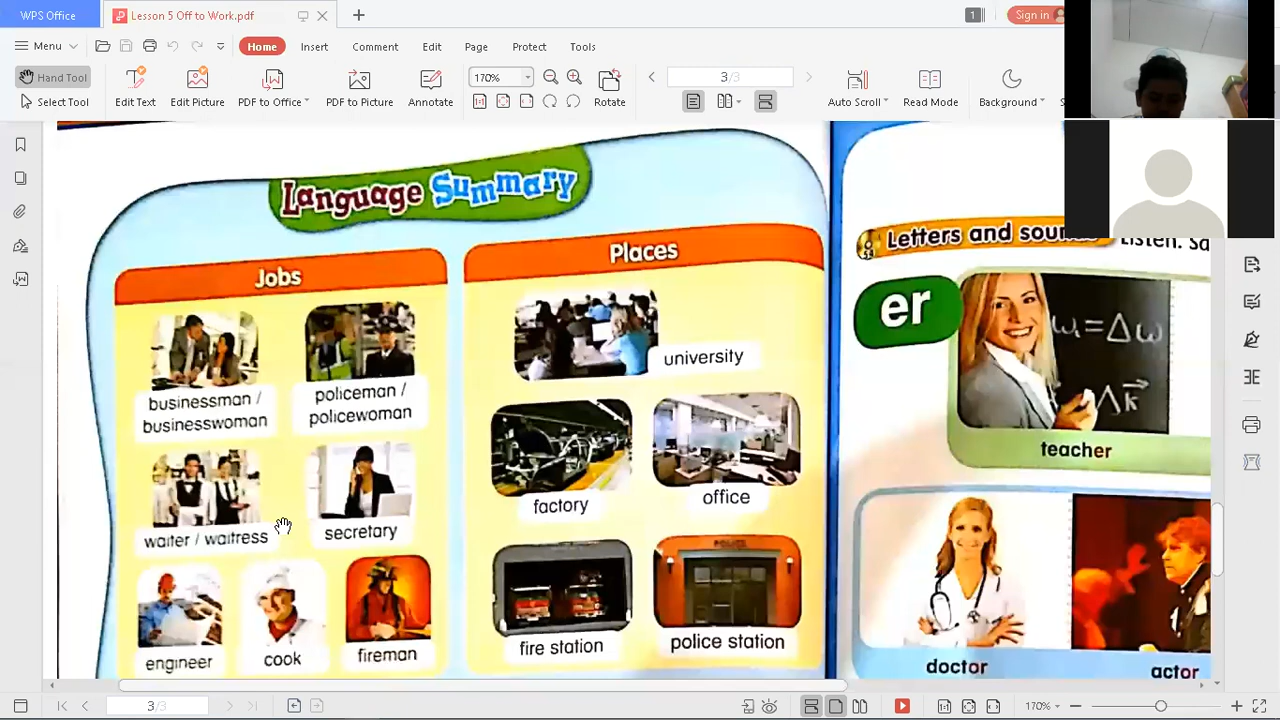 WPS Office
Lesson 5 Off to Work.pdf
1
Sign in
Menu
Home
Insert
Comment
Edit
Page
Protect
Tools
Hand Tool
Select Tool
Edit Text
Edit Picture
PDF to Office
PDF to Picture
Annotate
170%
Rotate
3/3
Auto Scroll
Read Mode
Background
Language Summary
Jobs
businessman /
businesswoman
policeman /
policewoman
waiter / waitress
secretary
engineer
cook
fireman
Places
university
factory
office
POLICE
fire station
police station
Letters and Listen.
er
teacher
doctor
actor
3/3
170%